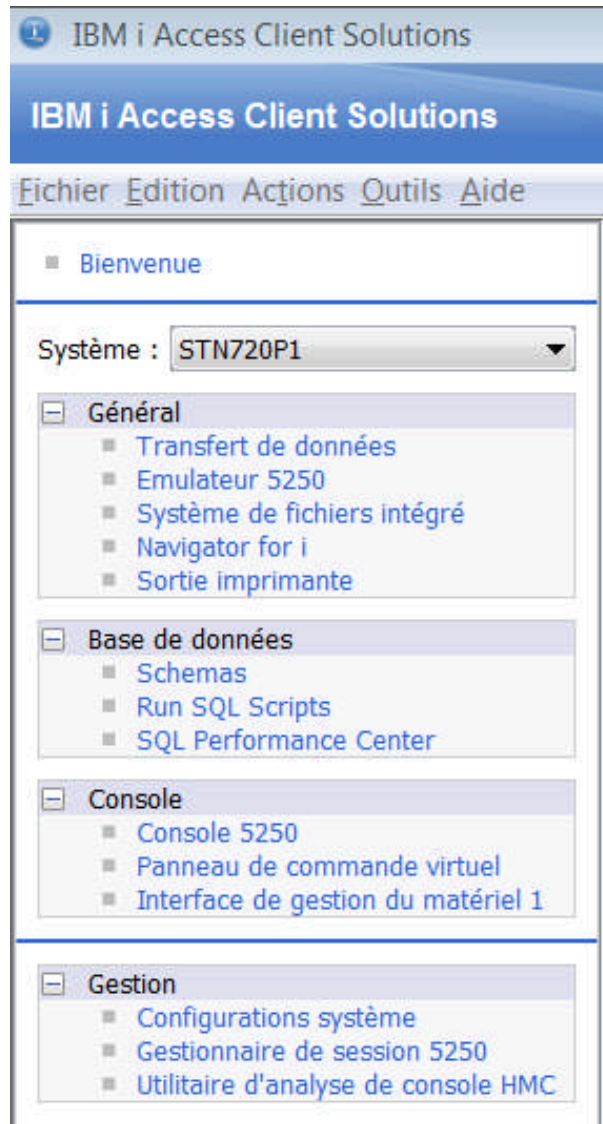 IBM i Access Client Solutions
IBM i Access Client Solutions
Fichier Edition Actions Outils Aide
Bienvenue
Système : STN720P1
Général
Transfert de données
Emulateur 5250
Système de fichiers intégré
Navigator for i
Sortie imprimante
Base de données
Schemas
Run SQL Scripts
SQL Performance Center
Console
Console 5250
Panneau de commande virtuel
Interface de gestion du matériel 1
Gestion
Configurations système
Gestionnaire de session 5250
Utilitaire d'analyse de console HMC